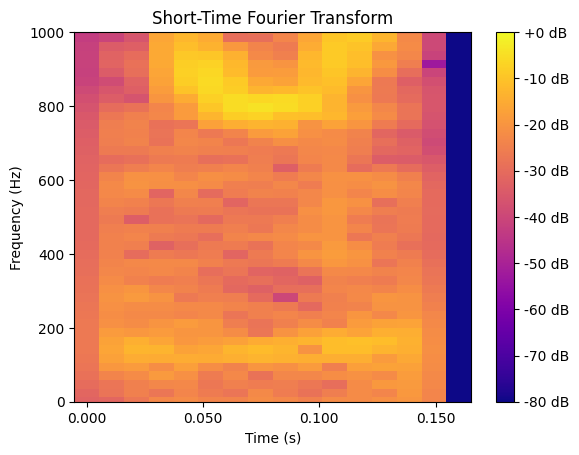 Short-Time Fourier Transform
1000
800
600
400
200
0
Frequency (Hz)
0.000
0.050
0.100
0.150
Time (s)
+0 dB
-10 dB
-20 dB
-30 dB
-40 dB
-50 dB
-60 dB
-70 dB
-80 dB